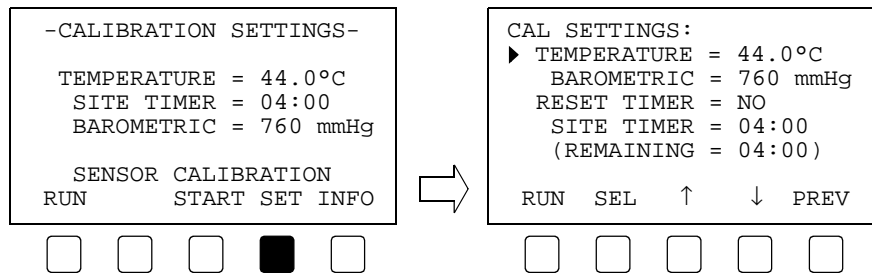 -CALIBRATION SETTINGS-
TEMPERATURE = 44.0°C
SITE TIMER = 04:00
BAROMETRIC = 760 mmHg
SENSOR CALIBRATION
RUN START SET INFO
CAL SETTINGS:
TEMPERATURE = 44.0°C
BAROMETRIC = 760 mmHg
RESET TIMER = NO
SITE TIMER = 04:00
(REMAINING = 04:00)
RUN SEL ↑ ↓ PREV